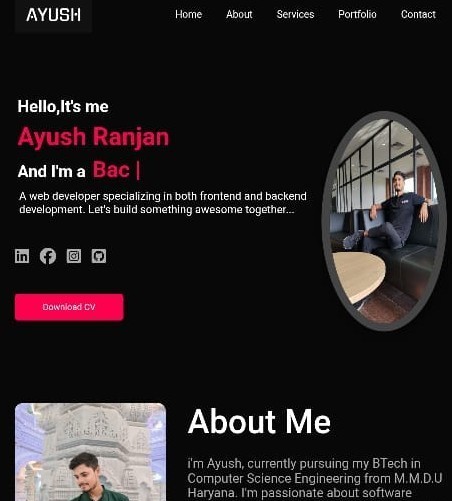 AYUSH
Home About Services Portfolio Contact
Hello,It's me
Ayush Ranjan
And I'm a Bac |
A web developer specializing in both frontend and backend
development. Let's build something awesome together...
Download CV
About Me
i'm Ayush, currently pursuing my BTech in
Computer Science Engineering from M.M.D.U
Haryana. I'm passionate about software